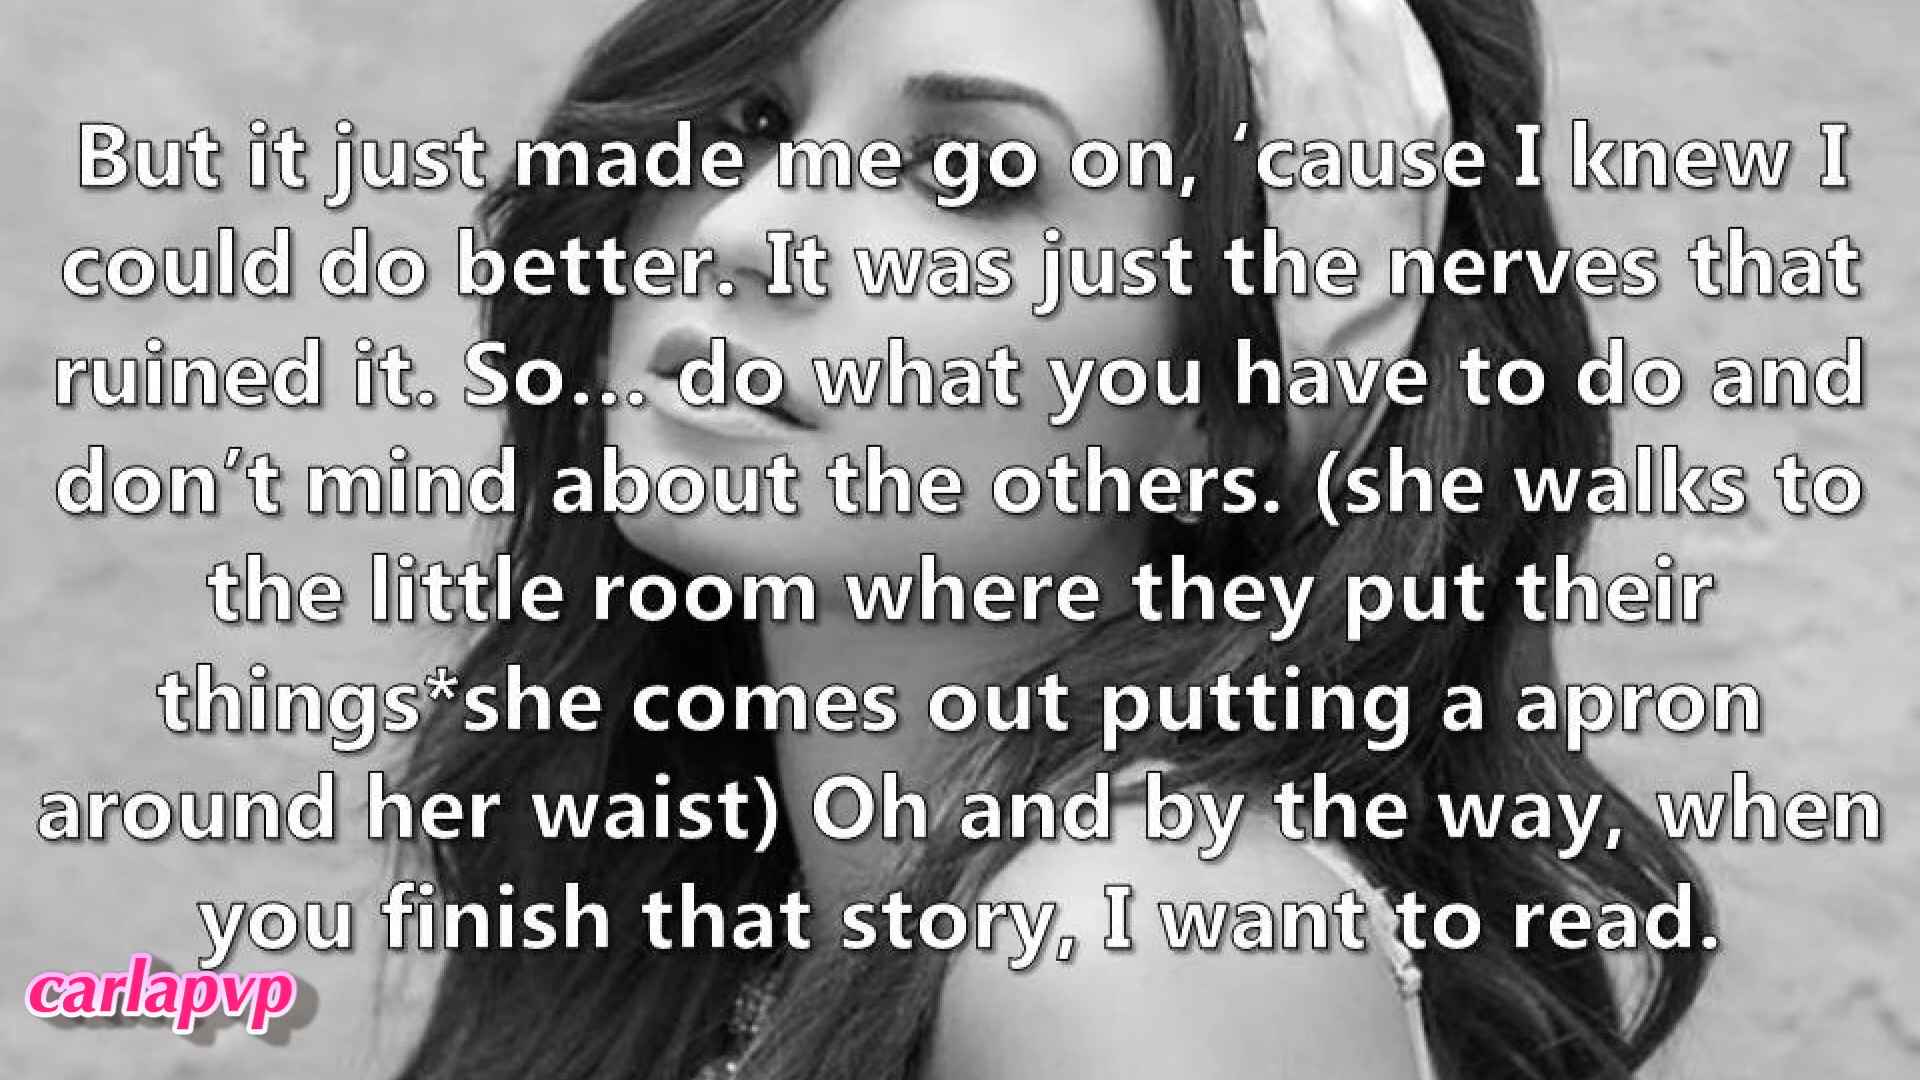 But it just made me go on, ‘cause I knew I
could do better. It was just the nerves that
ruined it. So... do what you have to do and
don’t mind about the others. (she walks to
the little room where they put their
things*she comes out putting a apron
around her waist) Oh and by the way, when
you finish that story, I want to read.
carlapvp